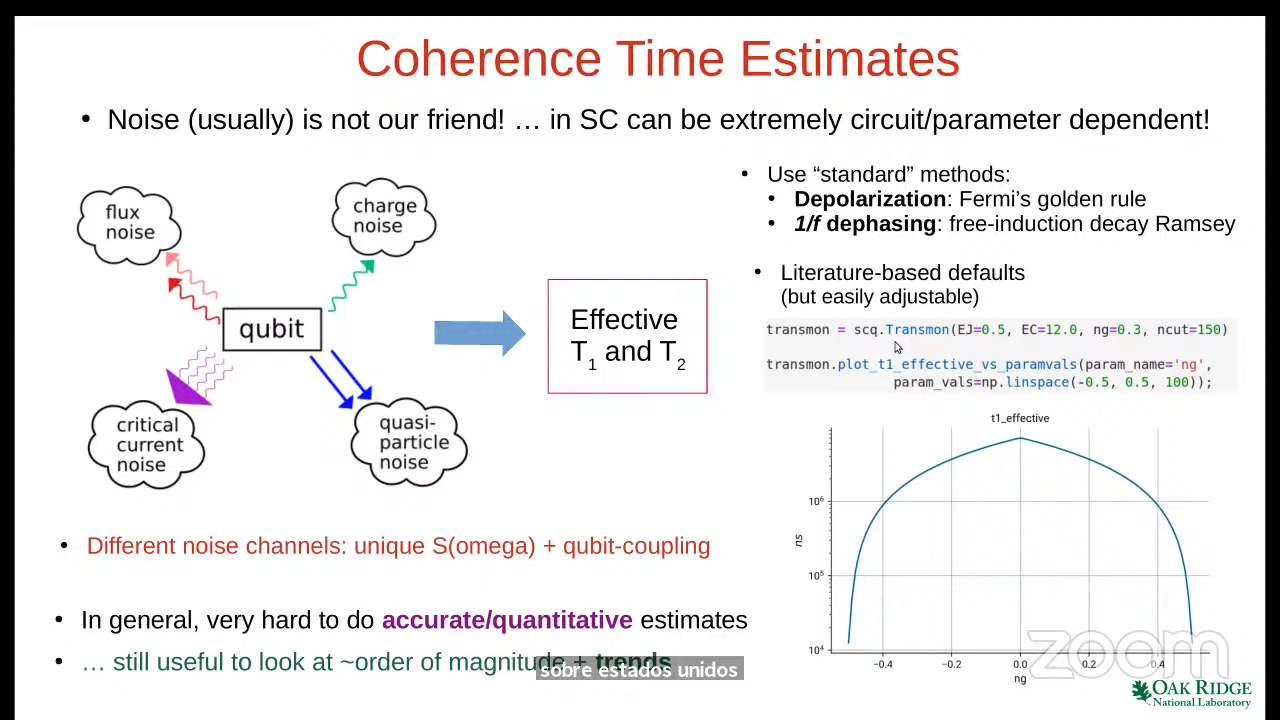 Coherence Time Estimates
• Noise (usually) is not our friend! … in SC can be extremely circuit/parameter dependent!
flux
noise
charge
noise
qubit
critical
current
noise
quasi-
particle
noise
Effective
T1 and T2
• Use “standard” methods:
• Depolarization: Fermi’s golden rule
• 1/f dephasing: free-induction decay Ramsey
• Literature-based defaults
(but easily adjustable)
transmon = scq.Transmon(EJ=0.5, EC=12.0, ng=0.3, ncut=150)
transmon.plot_t1_effective_vs_paramvals(param_name='ng',
param_vals=np.linspace(-0.5, 0.5, 100));
t1_effective
10⁶
ns
10⁵
10⁴
-0.4 -0.2 0.0 0.2 0.4
ng
• Different noise channels: unique S(omega) + qubit-coupling
• In general, very hard to do accurate/quantitative estimates
• … still useful to look at ~order of magnitude + trends
sobre estados unidos
zoom
OAK RIDGE
National Laboratory